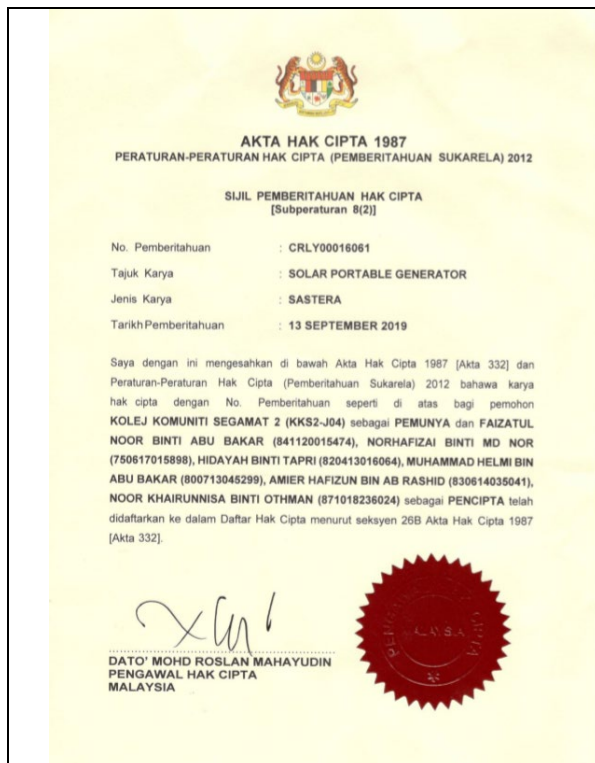 AKTA HAK CIPTA 1987
PERATURAN-PERATURAN HAK CIPTA (PEMBERITAHUAN SUKARELA) 2012
SIJIL PEMBERITAHUAN HAK CIPTA
[Subperaturan 8(2)]
No. Pemberitahuan : CRLY00016061
Tajuk Karya : SOLAR PORTABLE GENERATOR
Jenis Karya : SASTERA
Tarikh Pemberitahuan : 13 SEPTEMBER 2019
Saya dengan ini mengesahkan di bawah Akta Hak Cipta 1987 [Akta 332] dan
Peraturan-Peraturan Hak Cipta (Pemberitahuan Sukarela) 2012 bahawa karya
hak cipta dengan No. Pemberitahuan seperti di atas bagi pemohon
KOLEJ KOMUNITI SEGAMAT 2 (KKS2-J04) sebagai PEMUNYA dan FAIZATUL
NOOR BINTI ABU BAKAR (841120015474), NORHAFIZAI BINTI MD NOR
(750617015898), HIDAYAH BINTI TAPRI (820413016064), MUHAMMAD HELMI BIN
ABU BAKAR (800713045299), AMIER HAFIZUN BIN AB RASHID (830614035041),
NOOR KHAIRUNNISA BINTI OTHMAN (871018236024) sebagai PENCIPTA telah
didaftarkan ke dalam Daftar Hak Cipta menurut seksyen 26B Akta Hak Cipta 1987
[Akta 332].
DATO' MOHD ROSLAN MAHAYUDIN
PENGAWAL HAK CIPTA
MALAYSIA